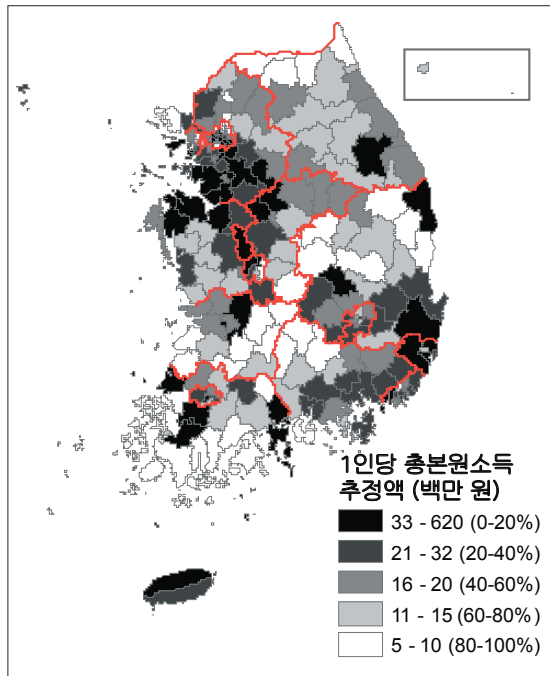 1인당 총본원소득
추정액 (백만 원)
33 - 620 (0-20%)
21 - 32 (20-40%)
16 - 20 (40-60%)
11 - 15 (60-80%)
5 - 10 (80-100%)